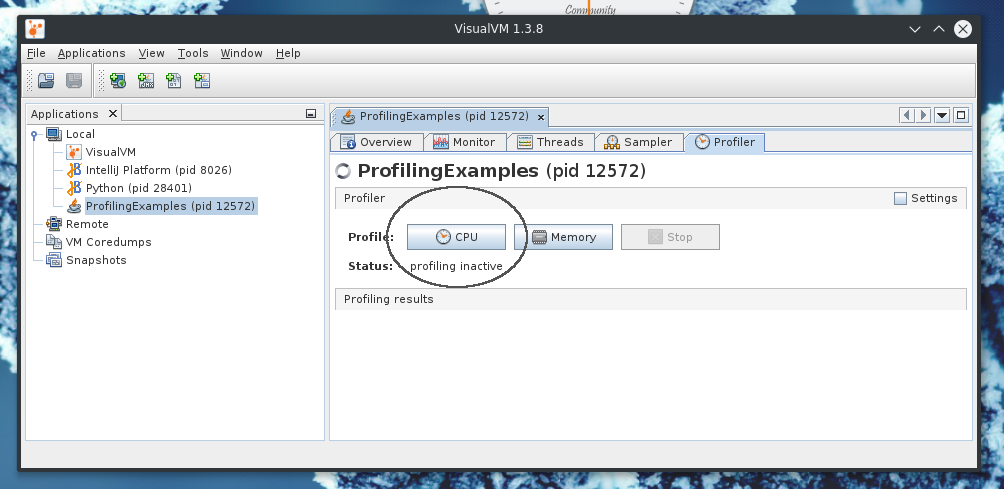 Community
VisualVM 1.3.8
File Applications View Tools Window Help
Applications
Local
VisualVM
IntelliJ Platform (pid 8026)
Python (pid 28401)
ProfilingExamples (pid 12572)
Remote
VM Coredumps
Snapshots
ProfilingExamples (pid 12572)
Overview Monitor Threads Sampler Profiler
ProfilingExamples (pid 12572)
Profiler Settings
Profile: CPU Memory Stop
Status: profiling inactive
Profiling results